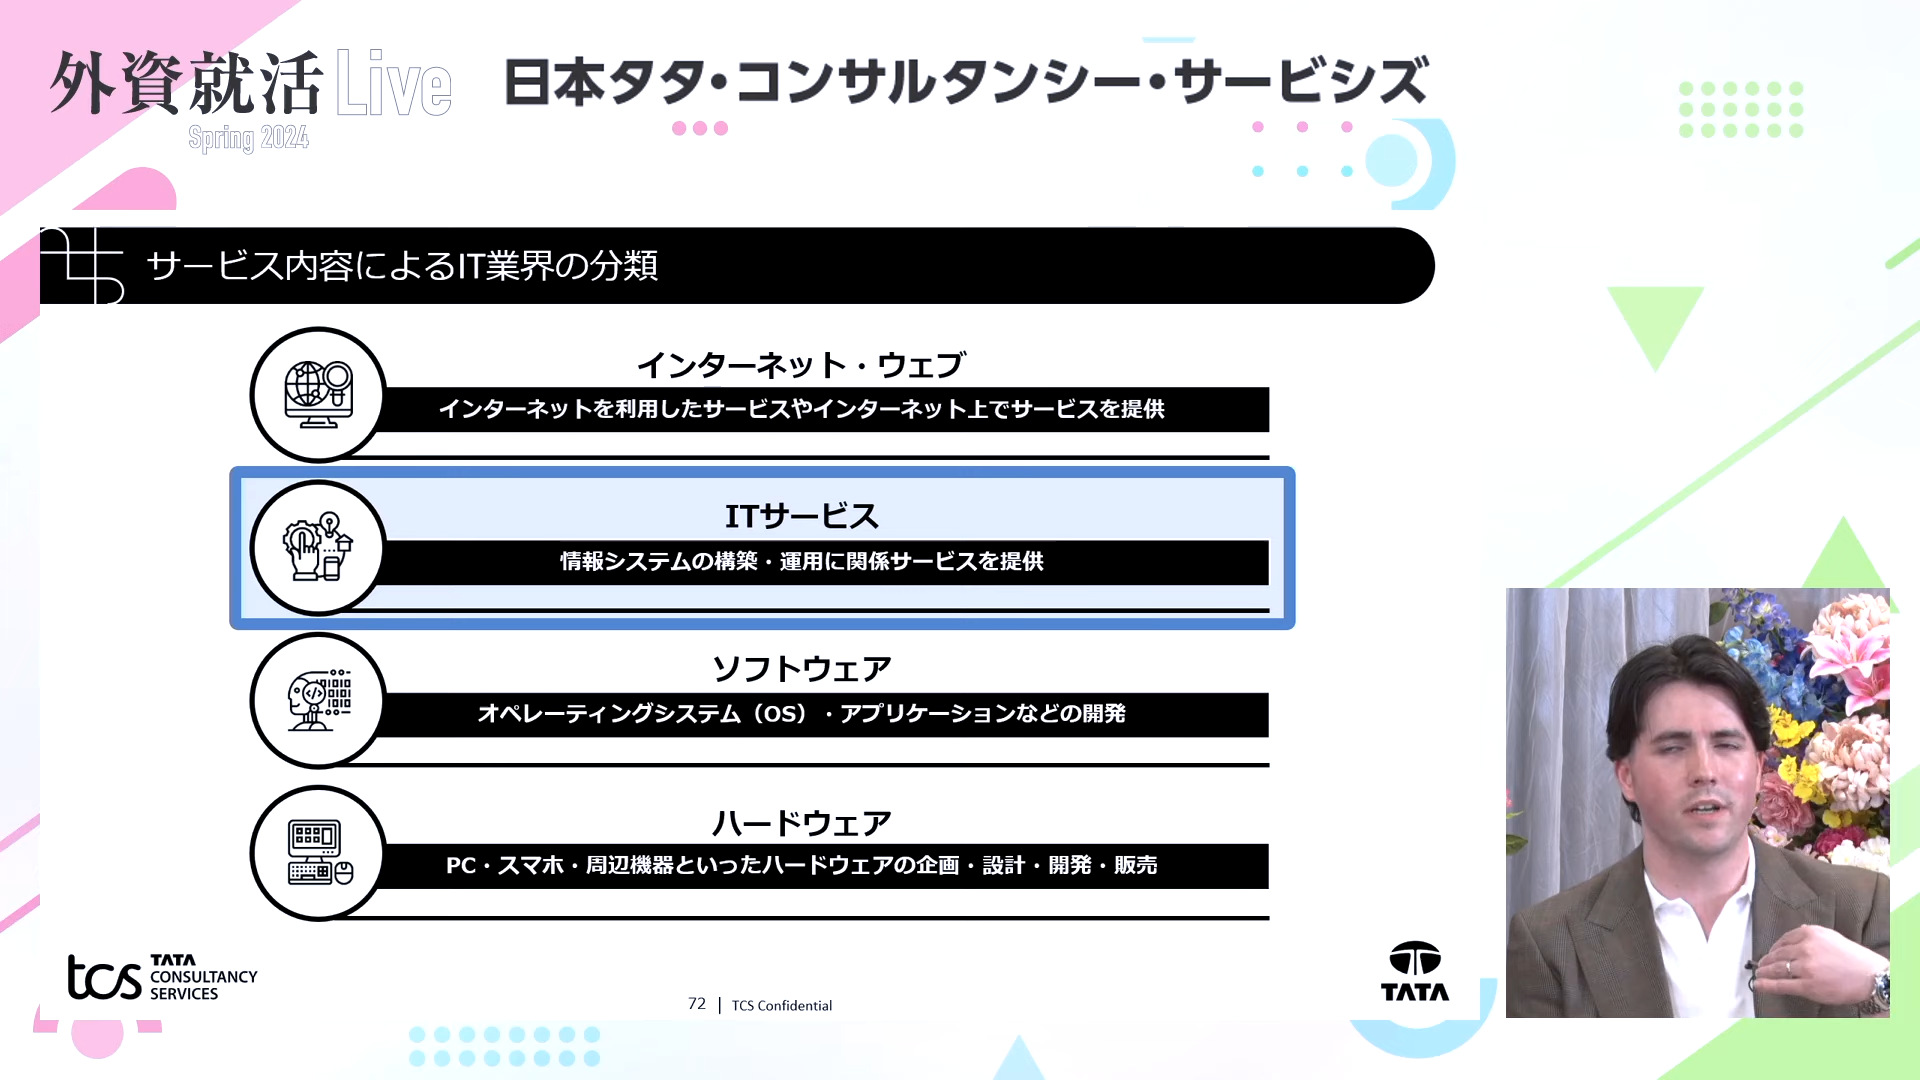 外資就活 Live
Spring 2024
日本タタ・コンサルタンシー・サービシズ
サービス内容によるIT業界の分類
インターネット・ウェブ
インターネットを利用したサービスやインターネット上でサービスを提供
ITサービス
情報システムの構築・運用に関係サービスを提供
ソフトウェア
オペレーティングシステム（OS）・アプリケーションなどの開発
ハードウェア
PC・スマホ・周辺機器といったハードウェアの企画・設計・開発・販売
tcs TATA
CONSULTANCY
SERVICES
72 | TCS Confidential
TATA